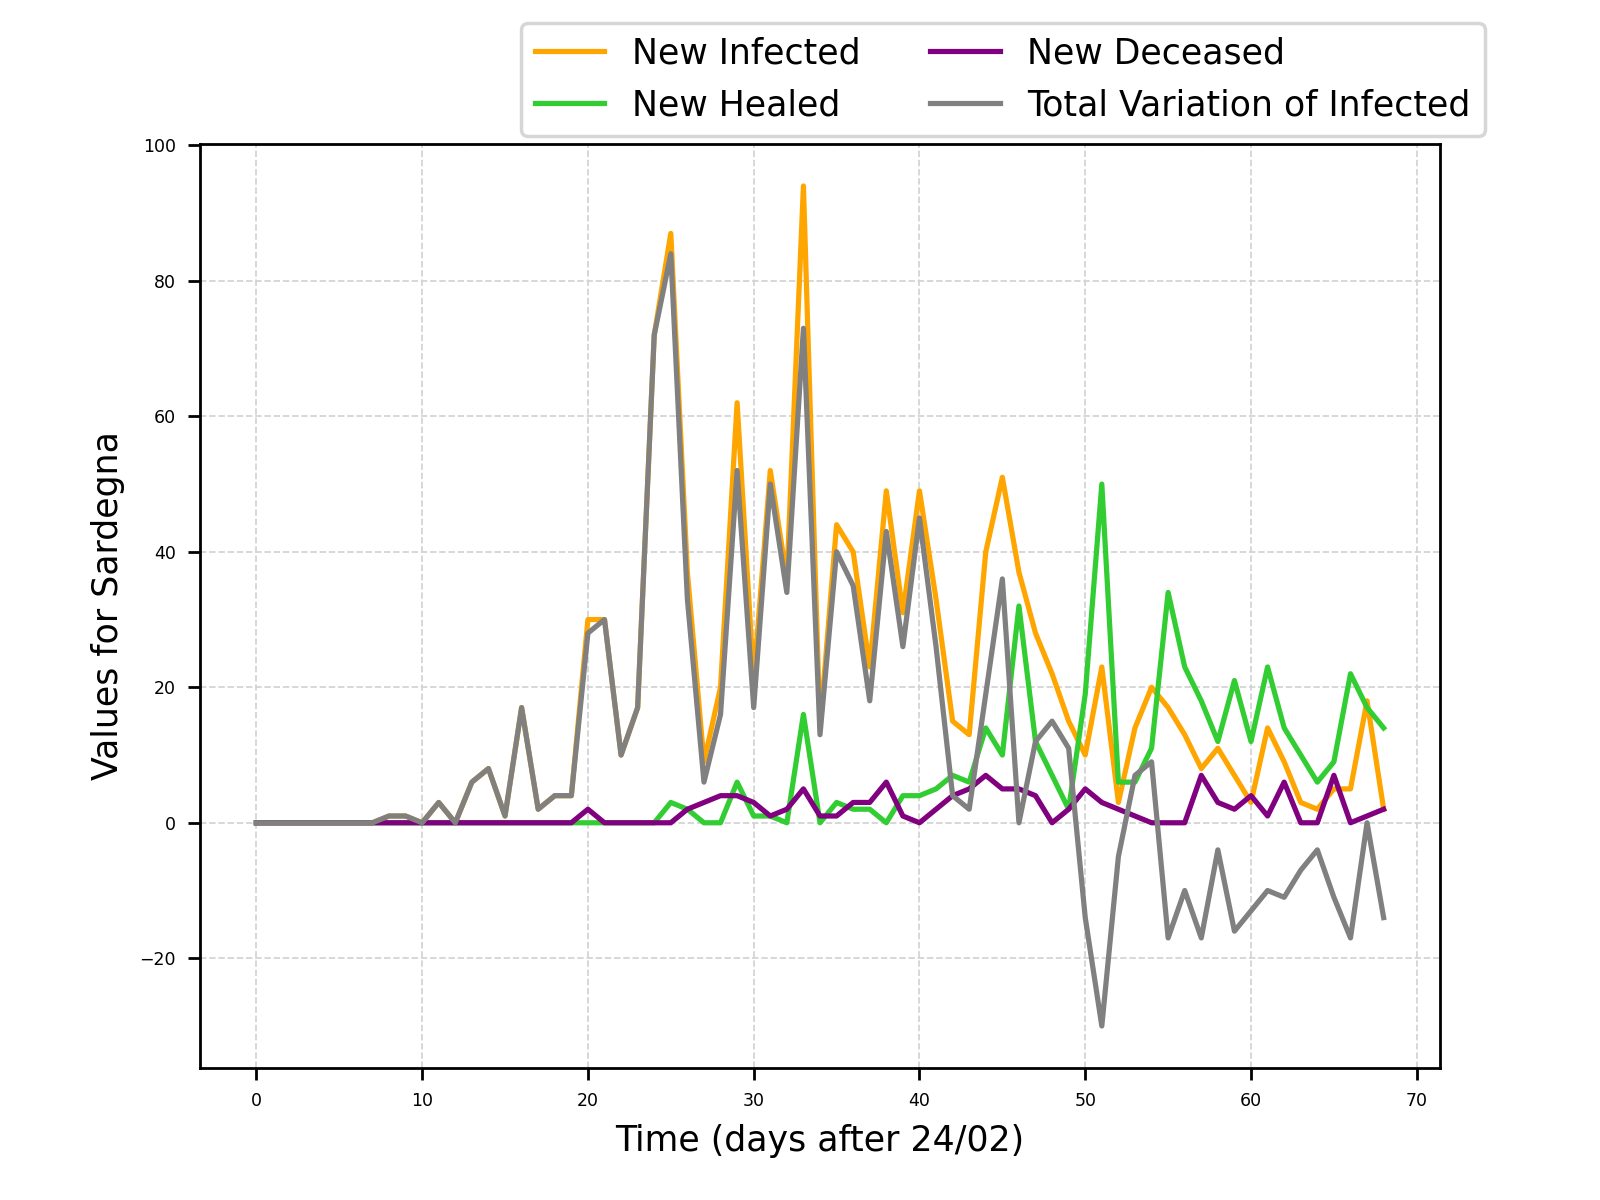 New Infected
New Healed
New Deceased
Total Variation of Infected
100
80
60
40
20
0
−20
Values for Sardegna
0 10 20 30 40 50 60 70
Time (days after 24/02)